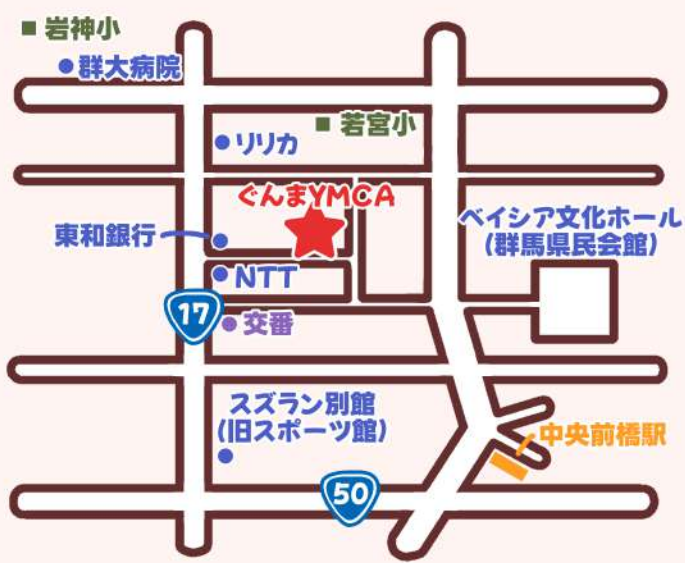 岩神小
群大病院
リリカ
若宮小
ぐんまYMCA
東和銀行
ベイシア文化ホール
(群馬県民会館)
NTT
17
交番
スズラン別館
(旧スポーツ館)
中央前橋駅
50